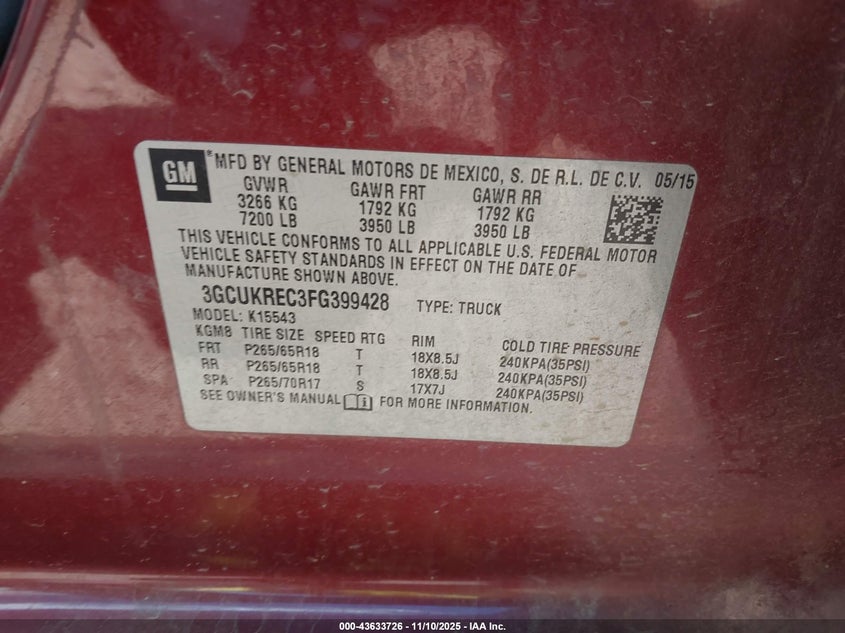 GM *MFD BY GENERAL MOTORS DE MEXICO, S. DE R.L. DE C.V. 05/15
GVWR GAWR FRT GAWR RR
3266 KG 1792 KG 1792 KG
7200 LB 3950 LB 3950 LB
THIS VEHICLE CONFORMS TO ALL APPLICABLE U.S. FEDERAL MOTOR
VEHICLE SAFETY STANDARDS IN EFFECT ON THE DATE OF
MANUFACTURE SHOWN ABOVE.
3GCUKREC3FG399428 TYPE: TRUCK
MODEL: K15543
KGM8 TIRE SIZE SPEED RTG RIM COLD TIRE PRESSURE
FRT P265/65R18 T 18X8.5J 240KPA(35PSI)
RR P265/65R18 T 18X8.5J 240KPA(35PSI)
SPA P265/70R17 S 17X7J 240KPA(35PSI)
SEE OWNER'S MANUAL FOR MORE INFORMATION.
000-43633726 - 11/10/2025 - IAA Inc.